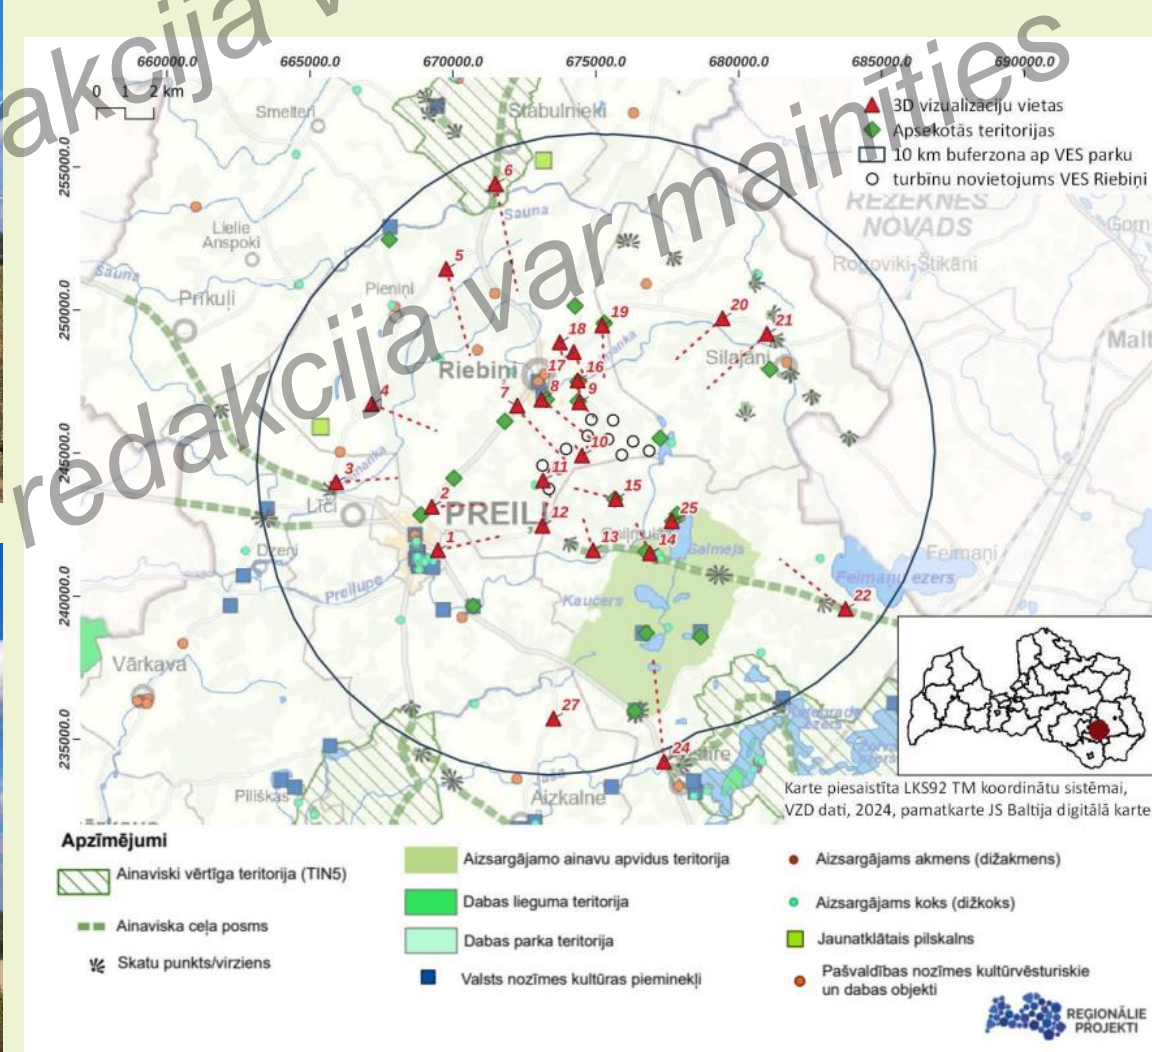 redakcija var mainīties
redakcija var mainīties
660000.0 665000.0 670000.0 675000.0 680000.0 685000.0 690000.0
0 1 2 km
255000.0
250000.0
245000.0
240000.0
235000.0
3D vizualizāciju vietas
Apsekotās teritorijas
10 km buferzona ap VES parku
turbīnu novietojums VES Riebiņi
Smelteri
Stabulnieki
6
RĒZEKNES
NOVADS
Sauna
Lielie
Anspoki
5
Rogoviki-Štikāni
Sauna
Pieniņi
Prīkuļi
20
19
21
18
Malt
Silajāņi
Riebiņi
17
16
4
7
8
9
10
11
3
Līči
2
PREIĻI
15
25
12
1
13
14
Salmejs
Dzeņi
Feimaņi
Feimaņu ezers
Preiļupe
Kaučers
22
Vārkava
27
24
Piliškas
Aizkalne
Karte piesaistīta LKS92 TM koordinātu sistēmai,
VZD dati, 2024, pamatkarte JS Baltija digitālā karte
Apzīmējumi
Ainaviski vērtīga teritorija (TIN5)
Ainaviska ceļa posms
Skatu punkts/virziens
Aizsargājamo ainavu apvidus teritorija
Dabas lieguma teritorija
Dabas parka teritorija
Valsts nozīmes kultūras pieminekļi
Aizsargājams akmens (dižakmens)
Aizsargājams koks (dižkoks)
Jaunatklātais pilskalns
Pašvaldības nozīmes kultūrvēsturiskie
un dabas objekti
REĢIONĀLIE
PROJEKTI